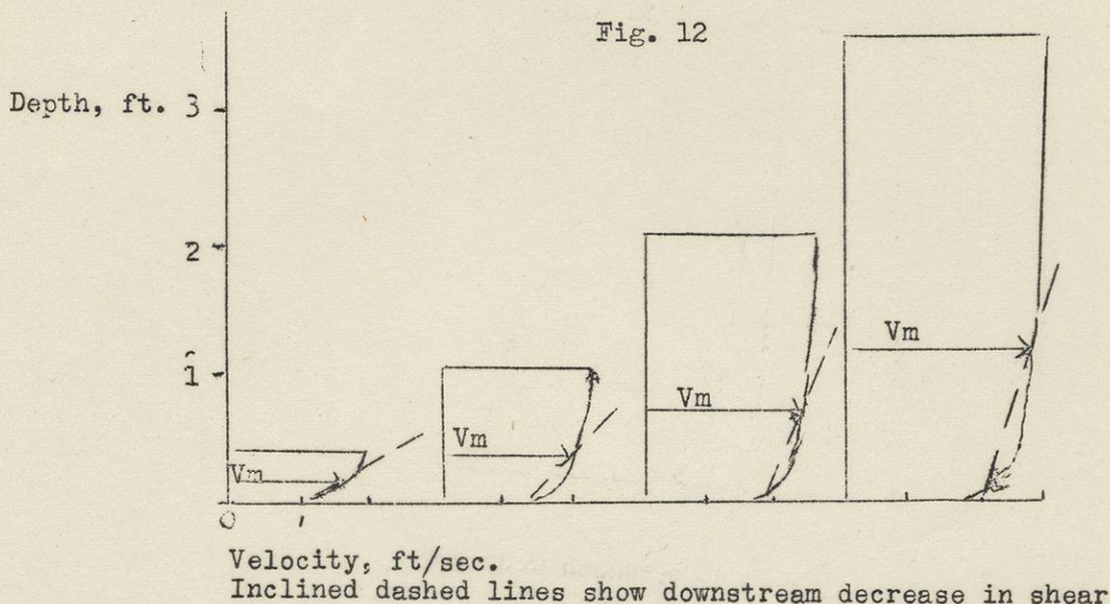 Fig. 12
Depth, ft. 3
2
1
Vm
Vm
Vm
Vm
0 1
Velocity, ft/sec.
Inclined dashed lines show downstream decrease in shear